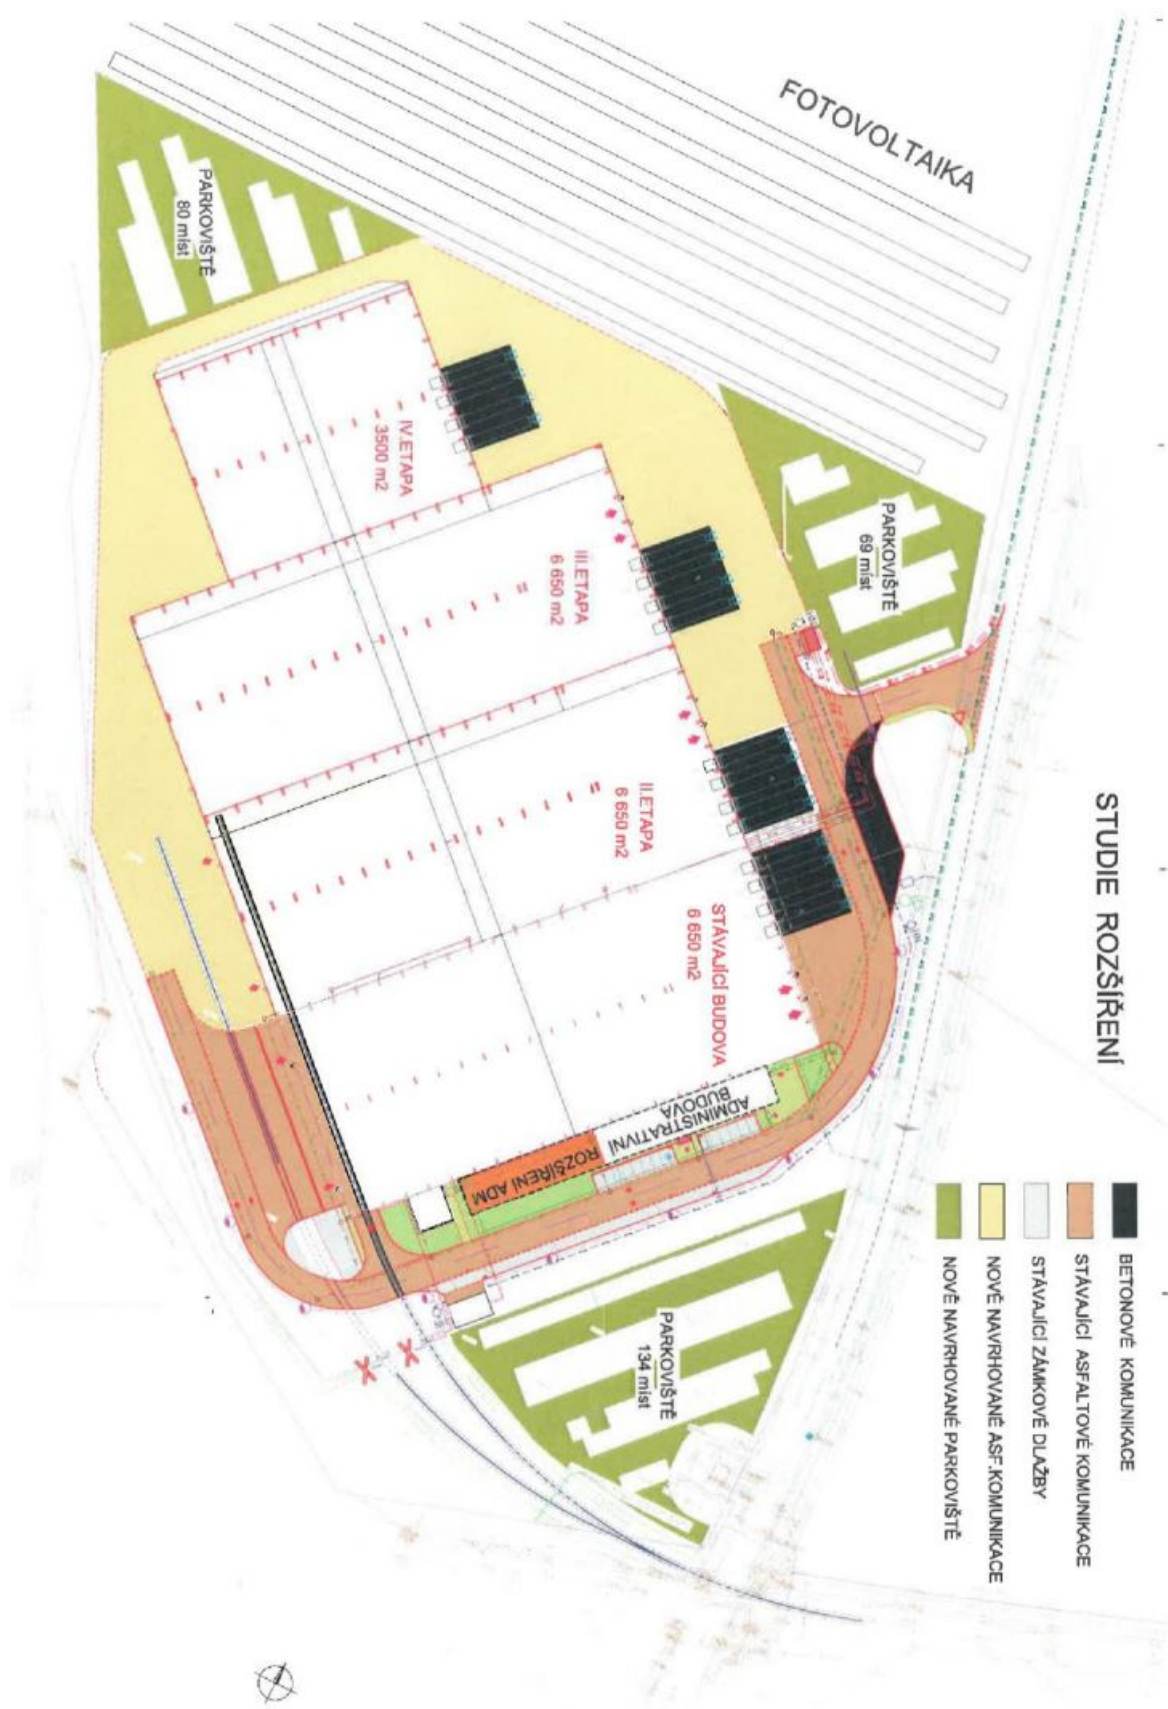 STUDIE ROZŠÍŘENÍ
FOTOVOLTAIKA
PARKOVIŠTĚ
80 míst
PARKOVIŠTĚ
69 míst
IV.ETAPA
3500 m2
III.ETAPA
6 650 m2
II.ETAPA
6 650 m2
STÁVAJÍCÍ BUDOVA
6 650 m2
ADMINISTRATIVNÍ
BUDOVA
ROZŠÍŘENÍ ADM
PARKOVIŠTĚ
134 míst
BETONOVÉ KOMUNIKACE
STÁVAJÍCÍ ASFALTOVÉ KOMUNIKACE
STÁVAJÍCÍ ZÁMKOVÉ DLAŽBY
NOVĚ NAVRHOVANÉ ASF.KOMUNIKACE
NOVĚ NAVRHOVANÉ PARKOVIŠTĚ